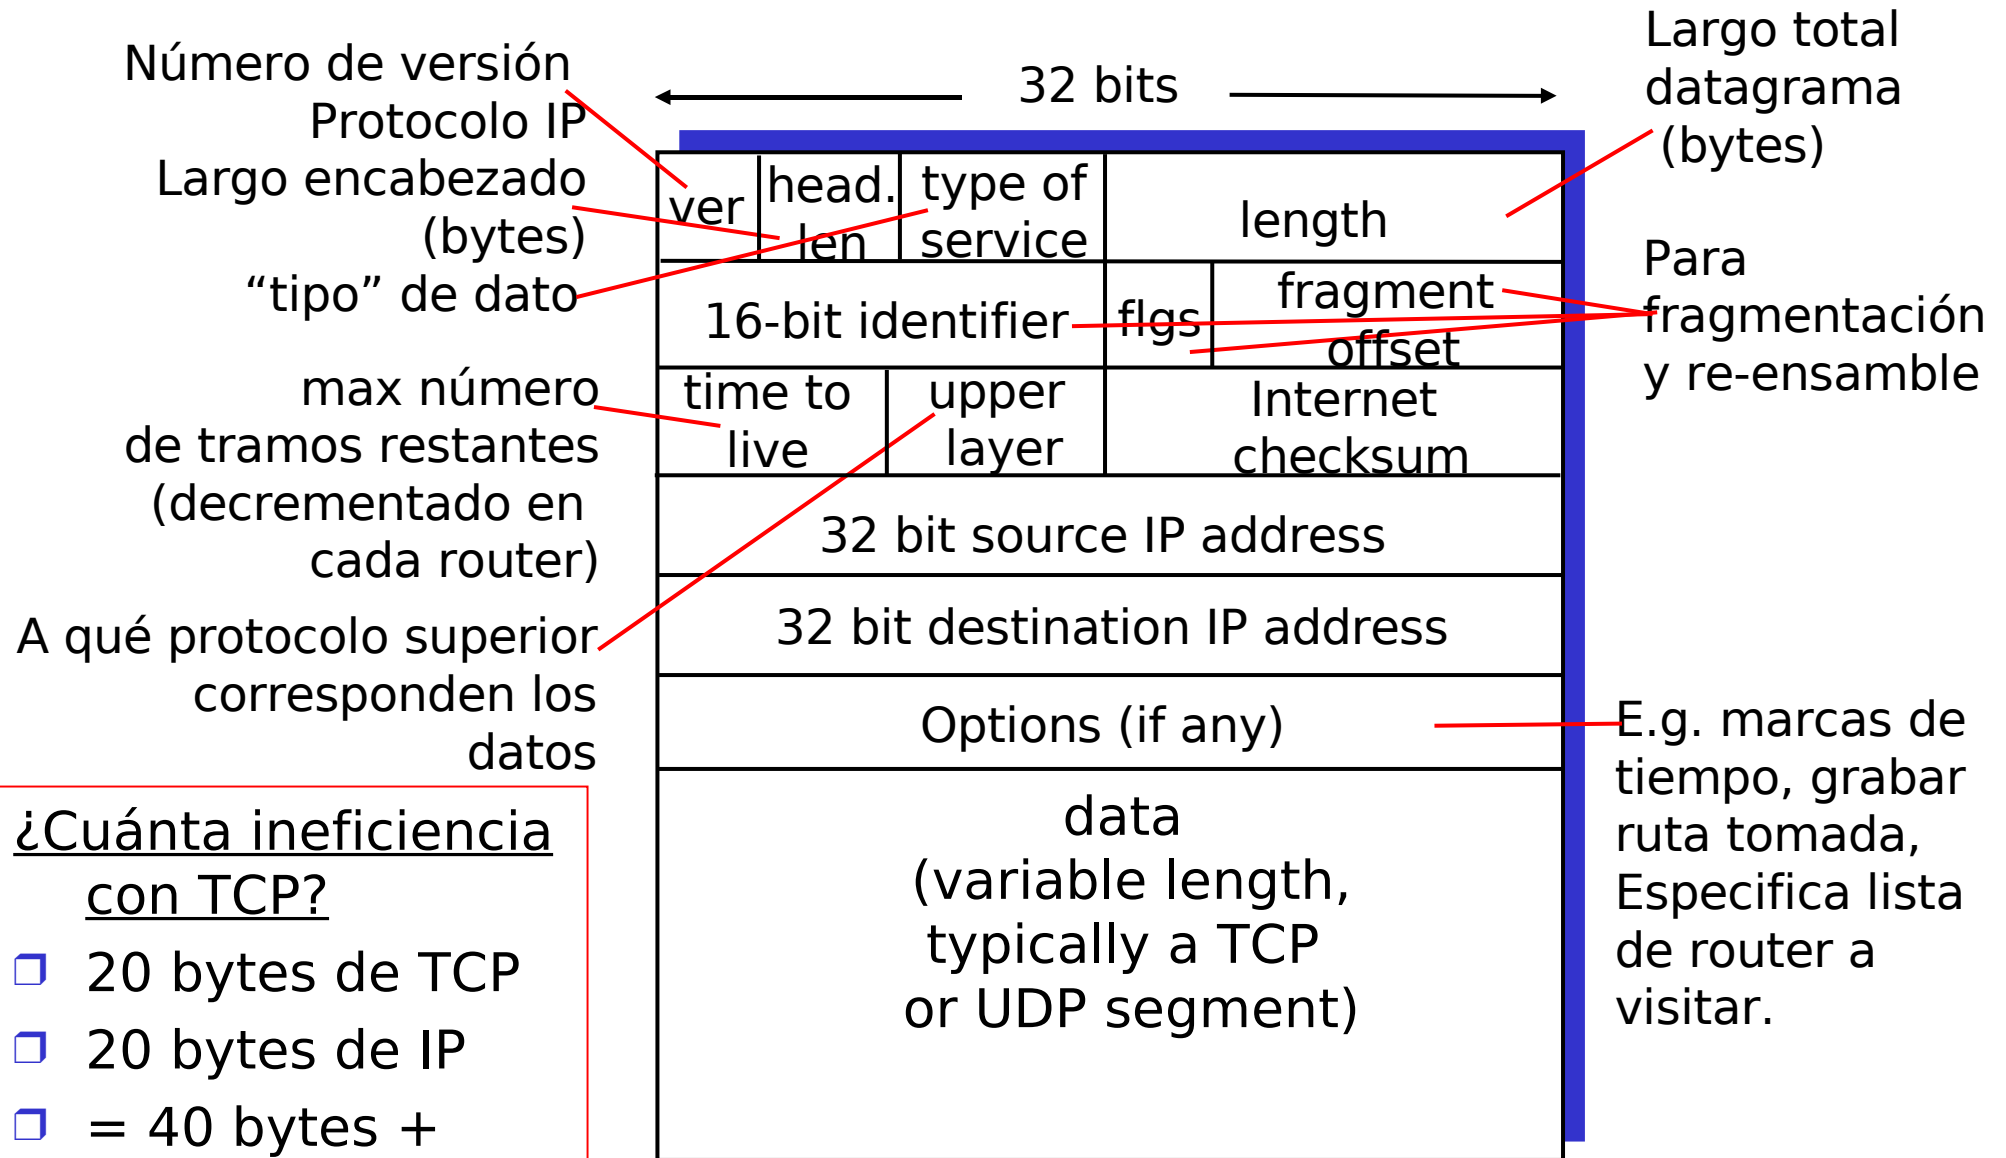 Número de versión
Protocolo IP
Largo encabezado
(bytes)
“tipo” de dato
max número
de tramos restantes
(decrementado en
cada router)
A qué protocolo superior
corresponden los
datos
¿Cuánta ineficiencia
con TCP?
20 bytes de TCP
20 bytes de IP
= 40 bytes +
32 bits
ver
head.
len
type of
service
length
16-bit identifier
flgs
fragment
offset
time to
live
upper
layer
Internet
checksum
32 bit source IP address
32 bit destination IP address
Options (if any)
data
(variable length,
typically a TCP
or UDP segment)
Largo total
datagrama
(bytes)
Para
fragmentación
y re-ensamble
E.g. marcas de
tiempo, grabar
ruta tomada,
Especifica lista
de router a
visitar.